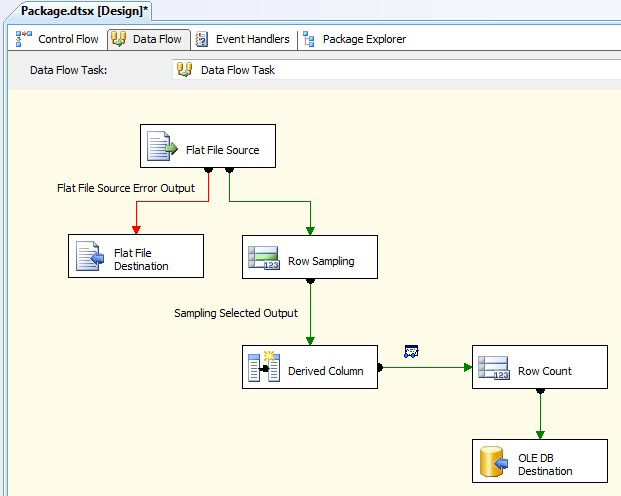 Package.dtsx [Design]*
Control Flow
Data Flow
Event Handlers
Package Explorer
Data Flow Task:
Data Flow Task
Flat File Source
Flat File Source Error Output
Flat File
Destination
Row Sampling
123
Sampling Selected Output
Derived Column
Row Count
123
OLE DB
Destination